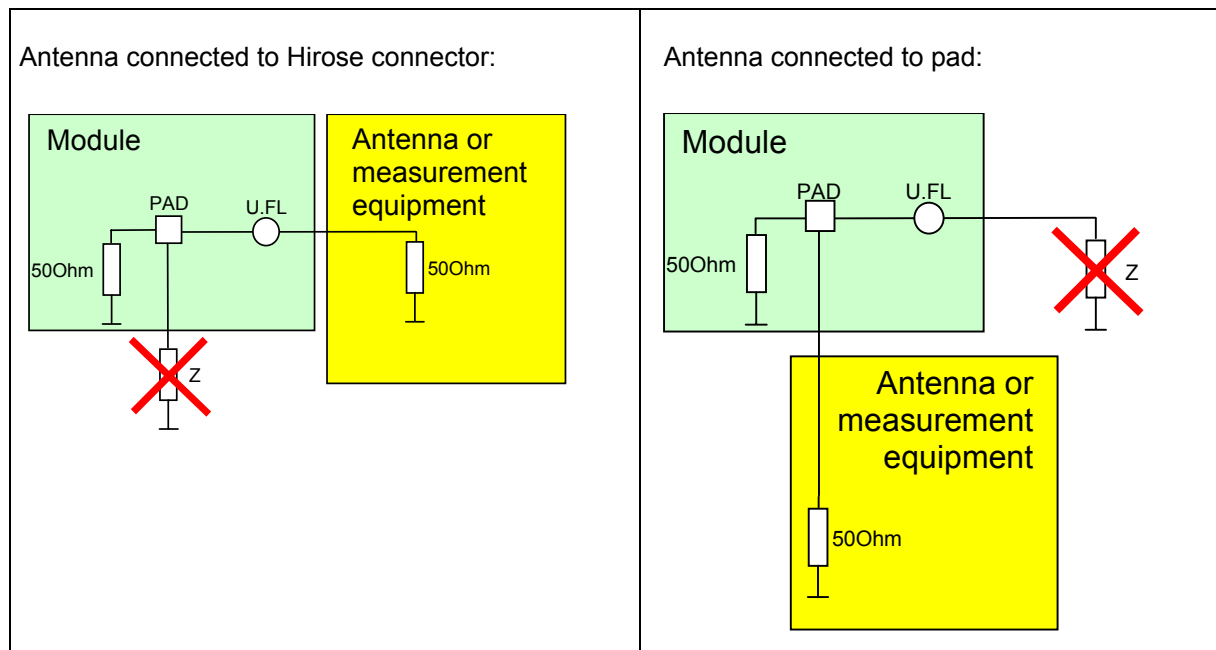 Antenna connected to Hirose connector:
Module
Antenna or
measurement
equipment
PAD
U.FL
50Ohm
50Ohm
Z
Antenna connected to pad:
Module
PAD
U.FL
50Ohm
Z
Antenna or
measurement
equipment
50Ohm